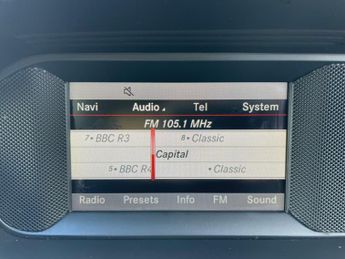 Navi Audio Tel System
FM 105.1 MHz
7 BBC R3 8 Classic
Capital
5 BBC R4 Classic
Radio Presets Info FM Sound